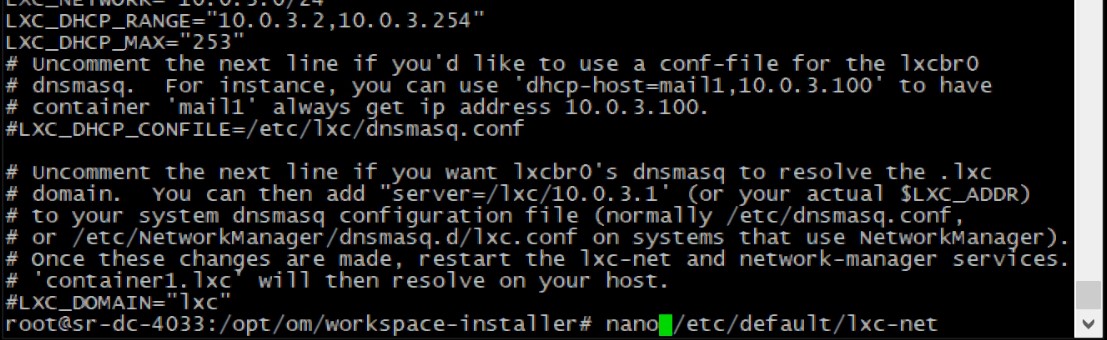 LXC_NETWORK="10.0.3.0/24"
LXC_DHCP_RANGE="10.0.3.2,10.0.3.254"
LXC_DHCP_MAX="253"
# Uncomment the next line if you'd like to use a conf-file for the lxcbr0
# dnsmasq.  For instance, you can use 'dhcp-host=mail1,10.0.3.100' to have
# container 'mail1' always get ip address 10.0.3.100.
#LXC_DHCP_CONFILE=/etc/lxc/dnsmasq.conf
# Uncomment the next line if you want lxcbr0's dnsmasq to resolve the .lxc
# domain.  You can then add "server=/lxc/10.0.3.1' (or your actual $LXC_ADDR)
# to your system dnsmasq configuration file (normally /etc/dnsmasq.conf,
# or /etc/NetworkManager/dnsmasq.d/lxc.conf on systems that use NetworkManager).
# Once these changes are made, restart the lxc-net and network-manager services.
# 'container1.lxc' will then resolve on your host.
#LXC_DOMAIN="lxc"
root@sr-dc-4033:/opt/om/workspace-installer# nano /etc/default/lxc-net